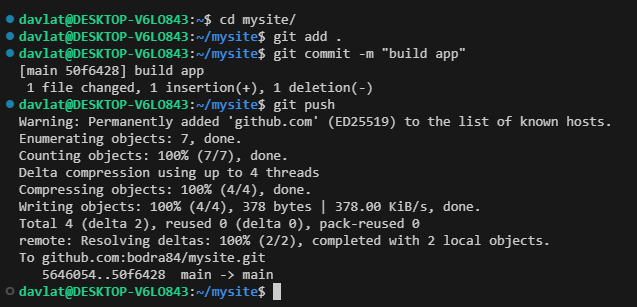 davlat@DESKTOP-V6LO843:~$ cd mysite/
davlat@DESKTOP-V6LO843:~/mysite$ git add .
davlat@DESKTOP-V6LO843:~/mysite$ git commit -m "build app"
[main 50f6428] build app
 1 file changed, 1 insertion(+), 1 deletion(-)
davlat@DESKTOP-V6LO843:~/mysite$ git push
Warning: Permanently added 'github.com' (ED25519) to the list of known hosts.
Enumerating objects: 7, done.
Counting objects: 100% (7/7), done.
Delta compression using up to 4 threads
Compressing objects: 100% (4/4), done.
Writing objects: 100% (4/4), 378 bytes | 378.00 KiB/s, done.
Total 4 (delta 2), reused 0 (delta 0), pack-reused 0
remote: Resolving deltas: 100% (2/2), completed with 2 local objects.
To github.com:bodra84/mysite.git
   5646054..50f6428  main -> main
davlat@DESKTOP-V6LO843:~/mysite$